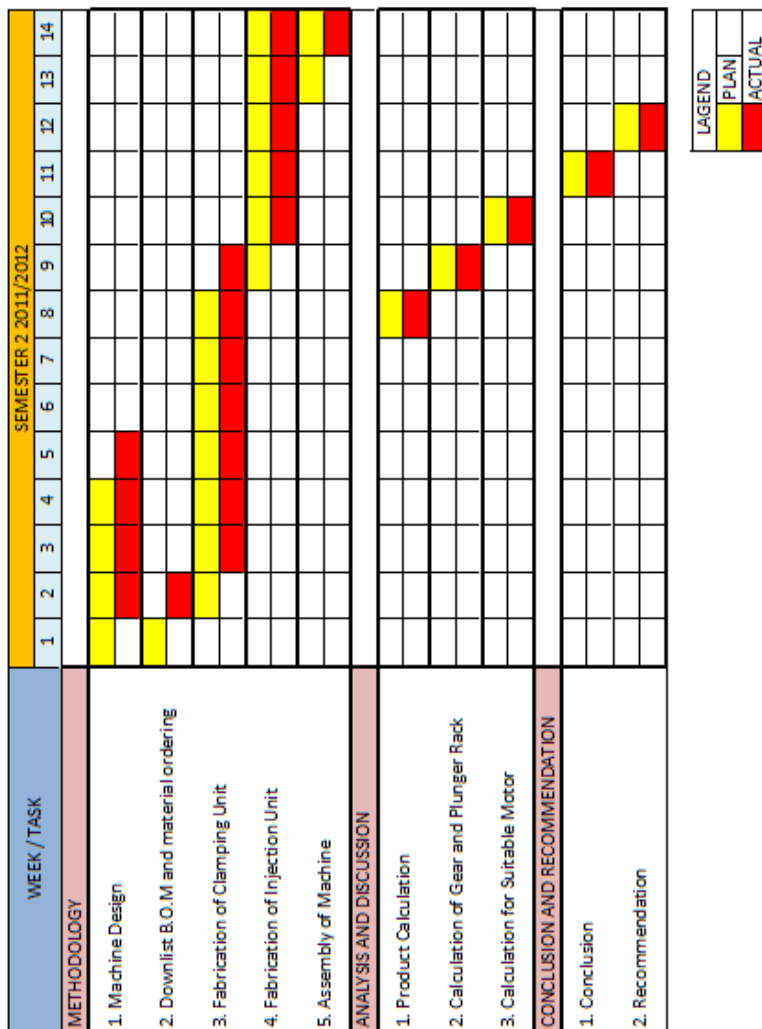 WEEK / TASK
SEMESTER 2 2011/2012
1 2 3 4 5 6 7 8 9 10 11 12 13 14
METHODOLOGY
1. Machine Design
2. Downlist B.O.M and material ordering
3. Fabrication of Clamping Unit
4. Fabrication of Injection Unit
5. Assembly of Machine
ANALYSIS AND DISCUSSION
1. Product Calculation
2. Calculation of Gear and Plunger Rack
3. Calculation for Suitable Motor
CONCLUSION AND RECOMMENDATION
1. Conclusion
2. Recommendation
LAGEND
PLAN
ACTUAL